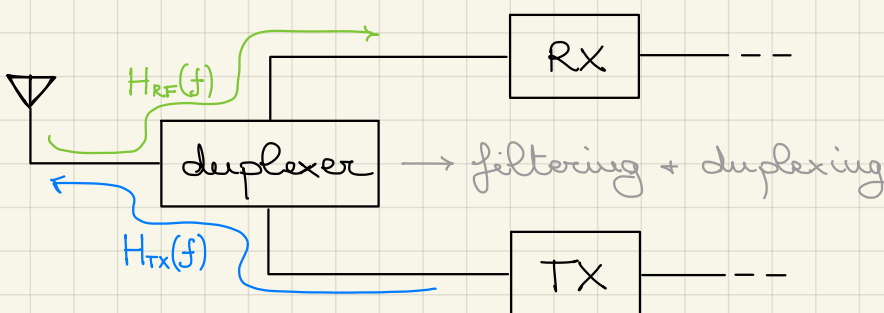 RX
H_RF(f)
duplexer → filtering + duplexing
H_TX(f)
TX